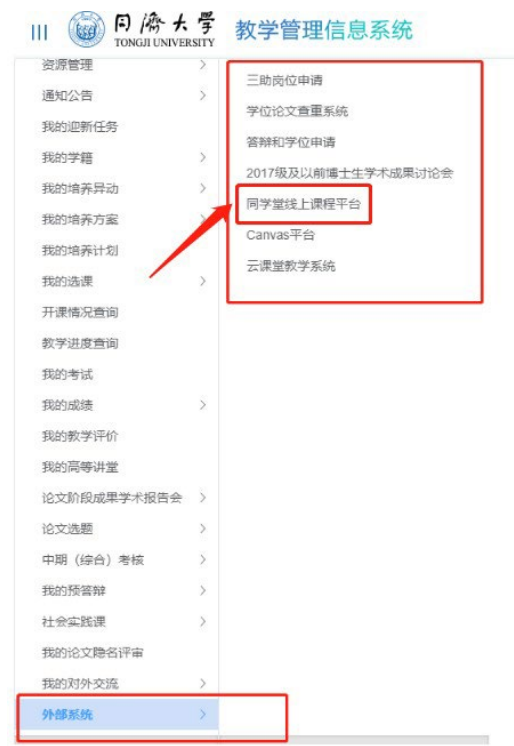 同濟大學
TONGJI UNIVERSITY
教学管理信息系统
资源管理
通知公告
我的迎新任务
我的学籍
我的培养异动
我的培养方案
我的培养计划
我的选课
开课情况查询
教学进度查询
我的考试
我的成绩
我的教学评价
我的高等讲堂
论文阶段成果学术报告会
论文选题
中期（综合）考核
我的预答辩
社会实践课
我的论文隐名评审
我的对外交流
外部系统
三助岗位申请
学位论文查重系统
答辩和学位申请
2017级及以前博士生学术成果讨论会
同学堂线上课程平台
Canvas平台
云课堂教学系统